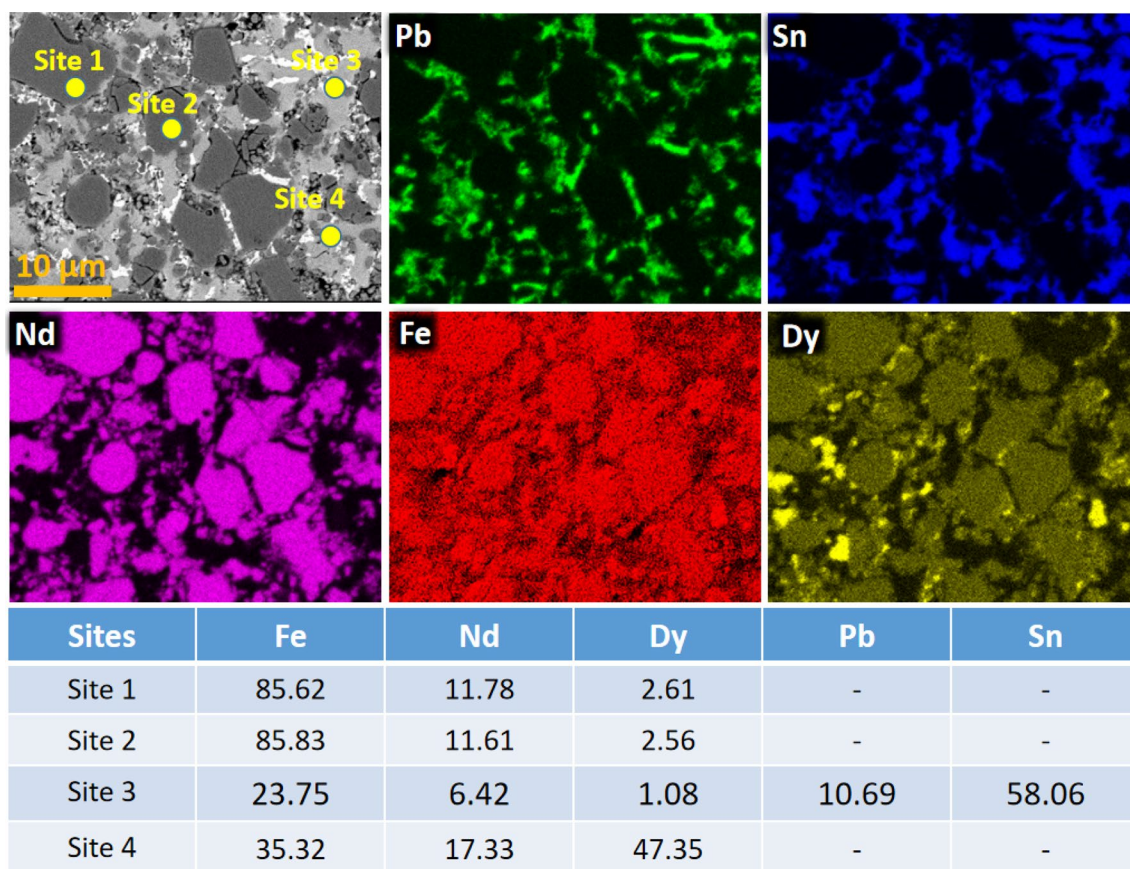 Pb
Sn
Site 1
Site 3
Site 2
Site 4
10 µm
Nd
Fe
Dy
Sites Fe Nd Dy Pb Sn
Site 1 85.62 11.78 2.61 - -
Site 2 85.83 11.61 2.56 - -
Site 3 23.75 6.42 1.08 10.69 58.06
Site 4 35.32 17.33 47.35 - -